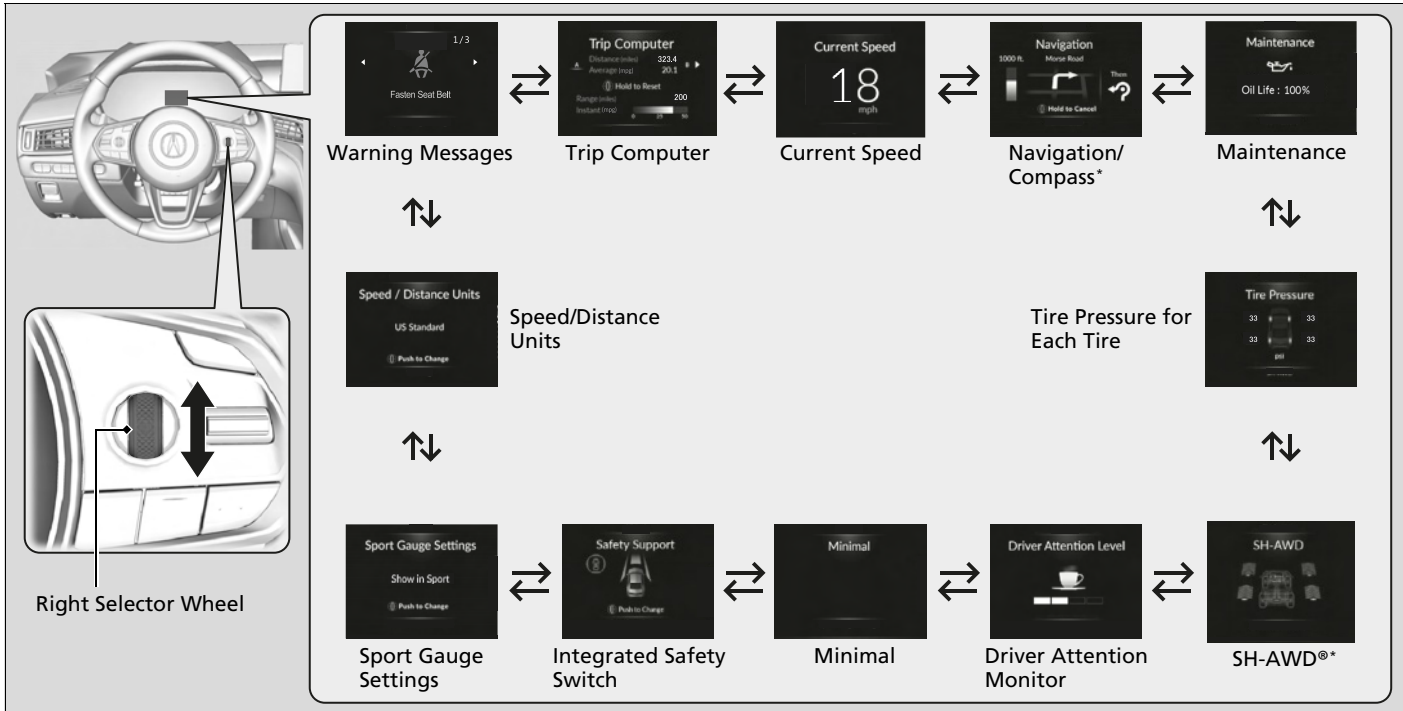 1/3
Fasten Seat Belt
Warning Messages
Trip Computer
Distance (miles) 323.4
A Average (mpg) 20.1 B
Hold to Reset
Range (miles) 200
Instant (mpg)
0 25 50
Trip Computer
Current Speed
18
mph
Current Speed
Navigation
1000 ft. Morse Road
Then
Hold to Cancel
Navigation/
Compass*
Maintenance
Oil Life : 100%
Maintenance
Speed / Distance Units
US Standard
Push to Change
Speed/Distance
Units
Tire Pressure for
Each Tire
Tire Pressure
33 33
33 33
psi
Right Selector Wheel
Sport Gauge Settings
Show in Sport
Push to Change
Sport Gauge
Settings
Safety Support
Push to Change
Integrated Safety
Switch
Minimal
Minimal
Driver Attention Level
Driver Attention
Monitor
SH-AWD
SH-AWD®*